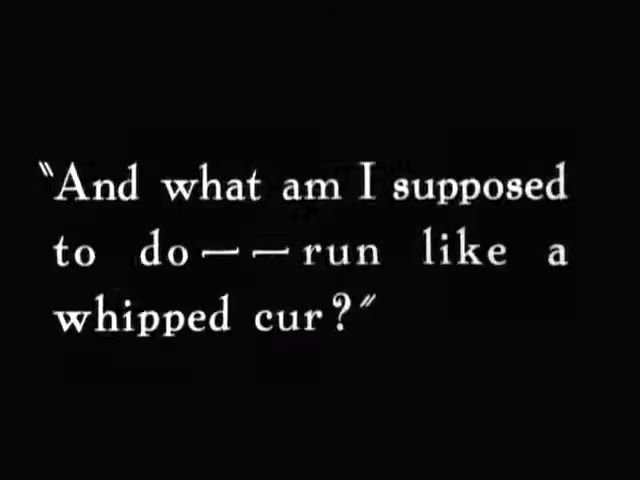 "And what am I supposed
to do——run like a
whipped cur?"